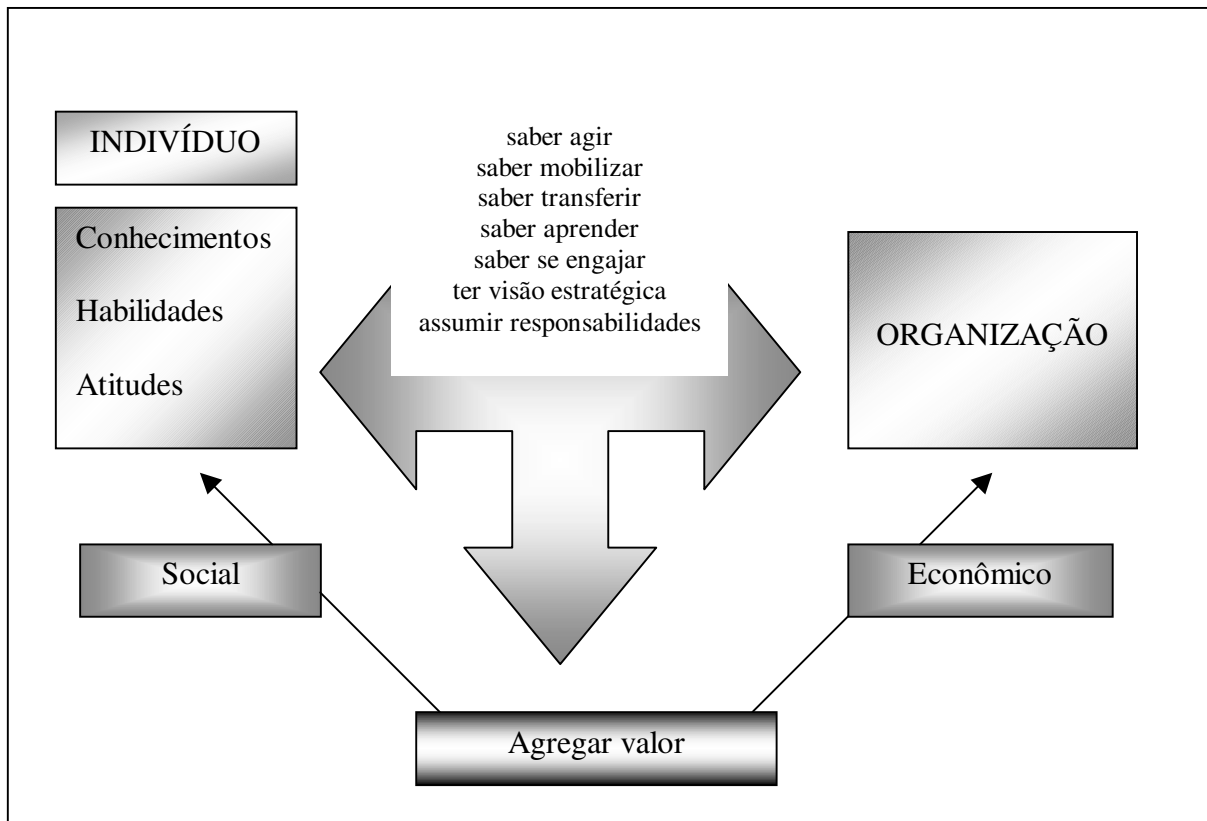 INDIVÍDUO
Conhecimentos
Habilidades
Atitudes
saber agir
saber mobilizar
saber transferir
saber aprender
saber se engajar
ter visão estratégica
assumir responsabilidades
ORGANIZAÇÃO
Social
Econômico
Agregar valor